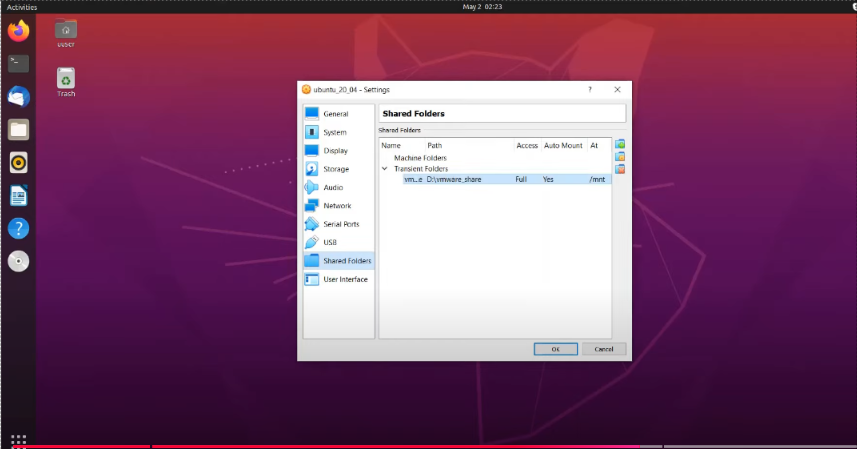 Activities
May 2 02:23
uuser
Trash
ubuntu_20_04 - Settings
?
General
System
Display
Storage
Audio
Network
Serial Ports
USB
Shared Folders
User Interface
Shared Folders
Shared Folders
Name Path Access Auto Mount At
Machine Folders
Transient Folders
vm...e D:\vmware_share Full Yes /mnt
OK Cancel